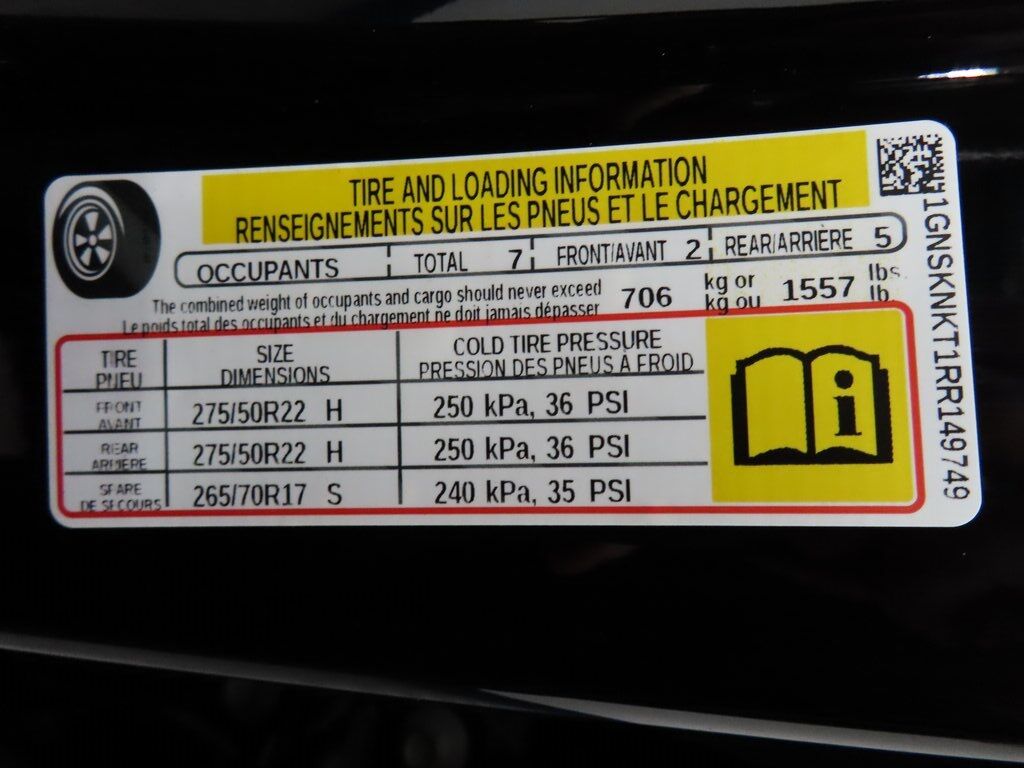 TIRE AND LOADING INFORMATION
RENSEIGNEMENTS SUR LES PNEUS ET LE CHARGEMENT
OCCUPANTS TOTAL 7 FRONT/AVANT 2 REAR/ARRIÈRE 5
The combined weight of occupants and cargo should never exceed 706 kg or 1557 lbs.
Le poids total des occupants et du chargement ne doit jamais dépasser kg ou lb.
TIRE SIZE COLD TIRE PRESSURE
PNEU DIMENSIONS PRESSION DES PNEUS À FROID
FRONT
AVANT 275/50R22 H 250 kPa, 36 PSI
REAR
ARRIERE 275/50R22 H 250 kPa, 36 PSI
SPARE
DE SECOURS 265/70R17 S 240 kPa, 35 PSI
i
1GNSKNKT1RR149749